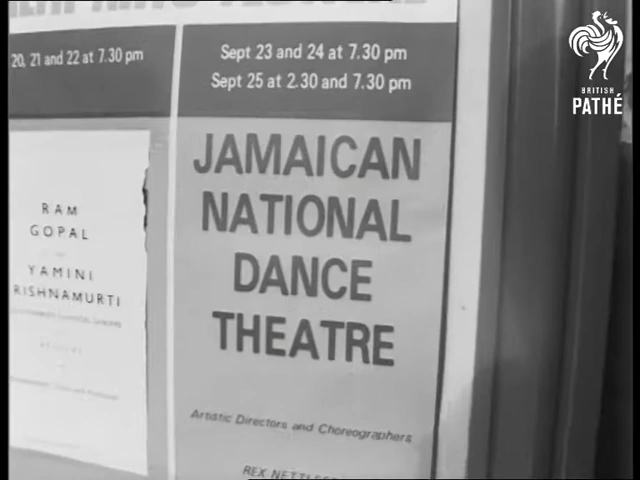 20, 21 and 22 at 7.30 pm
RAM
GOPAL
YAMINI
RISHNAMURTI
Sept 23 and 24 at 7.30 pm
Sept 25 at 2.30 and 7.30 pm
JAMAICAN
NATIONAL
DANCE
THEATRE
Artistic Directors and Choreographers
REX
BRITISH
PATHÉ